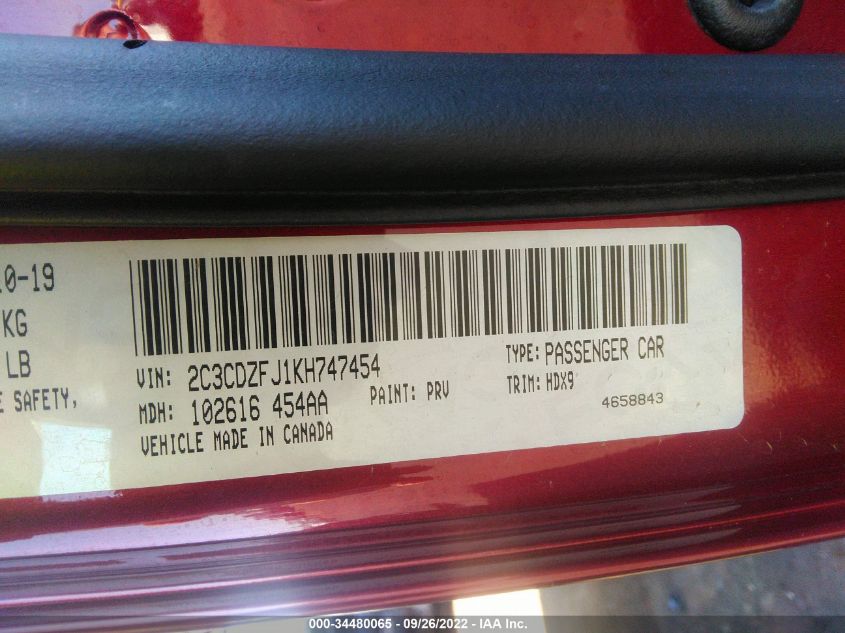 10-19
KG
LB
E SAFETY,
VIN: 2C3CDZFJ1KH747454
TYPE: PASSENGER CAR
MDH: 102616 454AA
PAINT: PRV
TRIM: HDX9
4658843
VEHICLE MADE IN CANADA
000-34480065 - 09/26/2022 - IAA Inc.